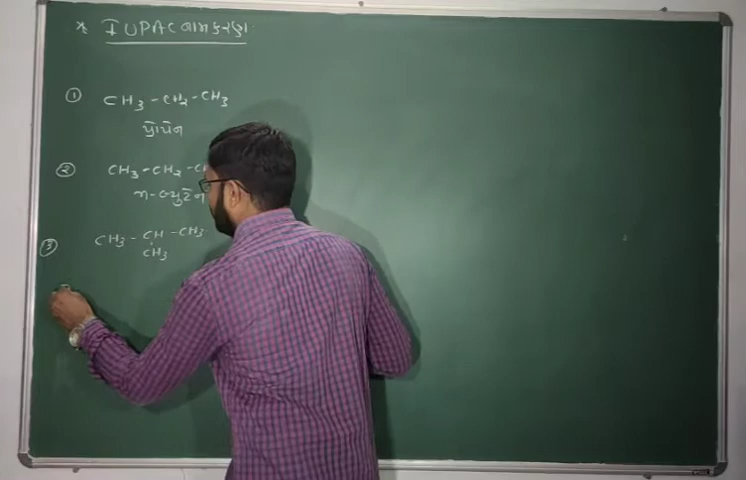 * IUPAC નામકરણ
① CH3-CH2-CH3
પ્રોપેન
② CH3-CH2-
n-બ્યુટેન
③ CH3-CH-CH3
CH3